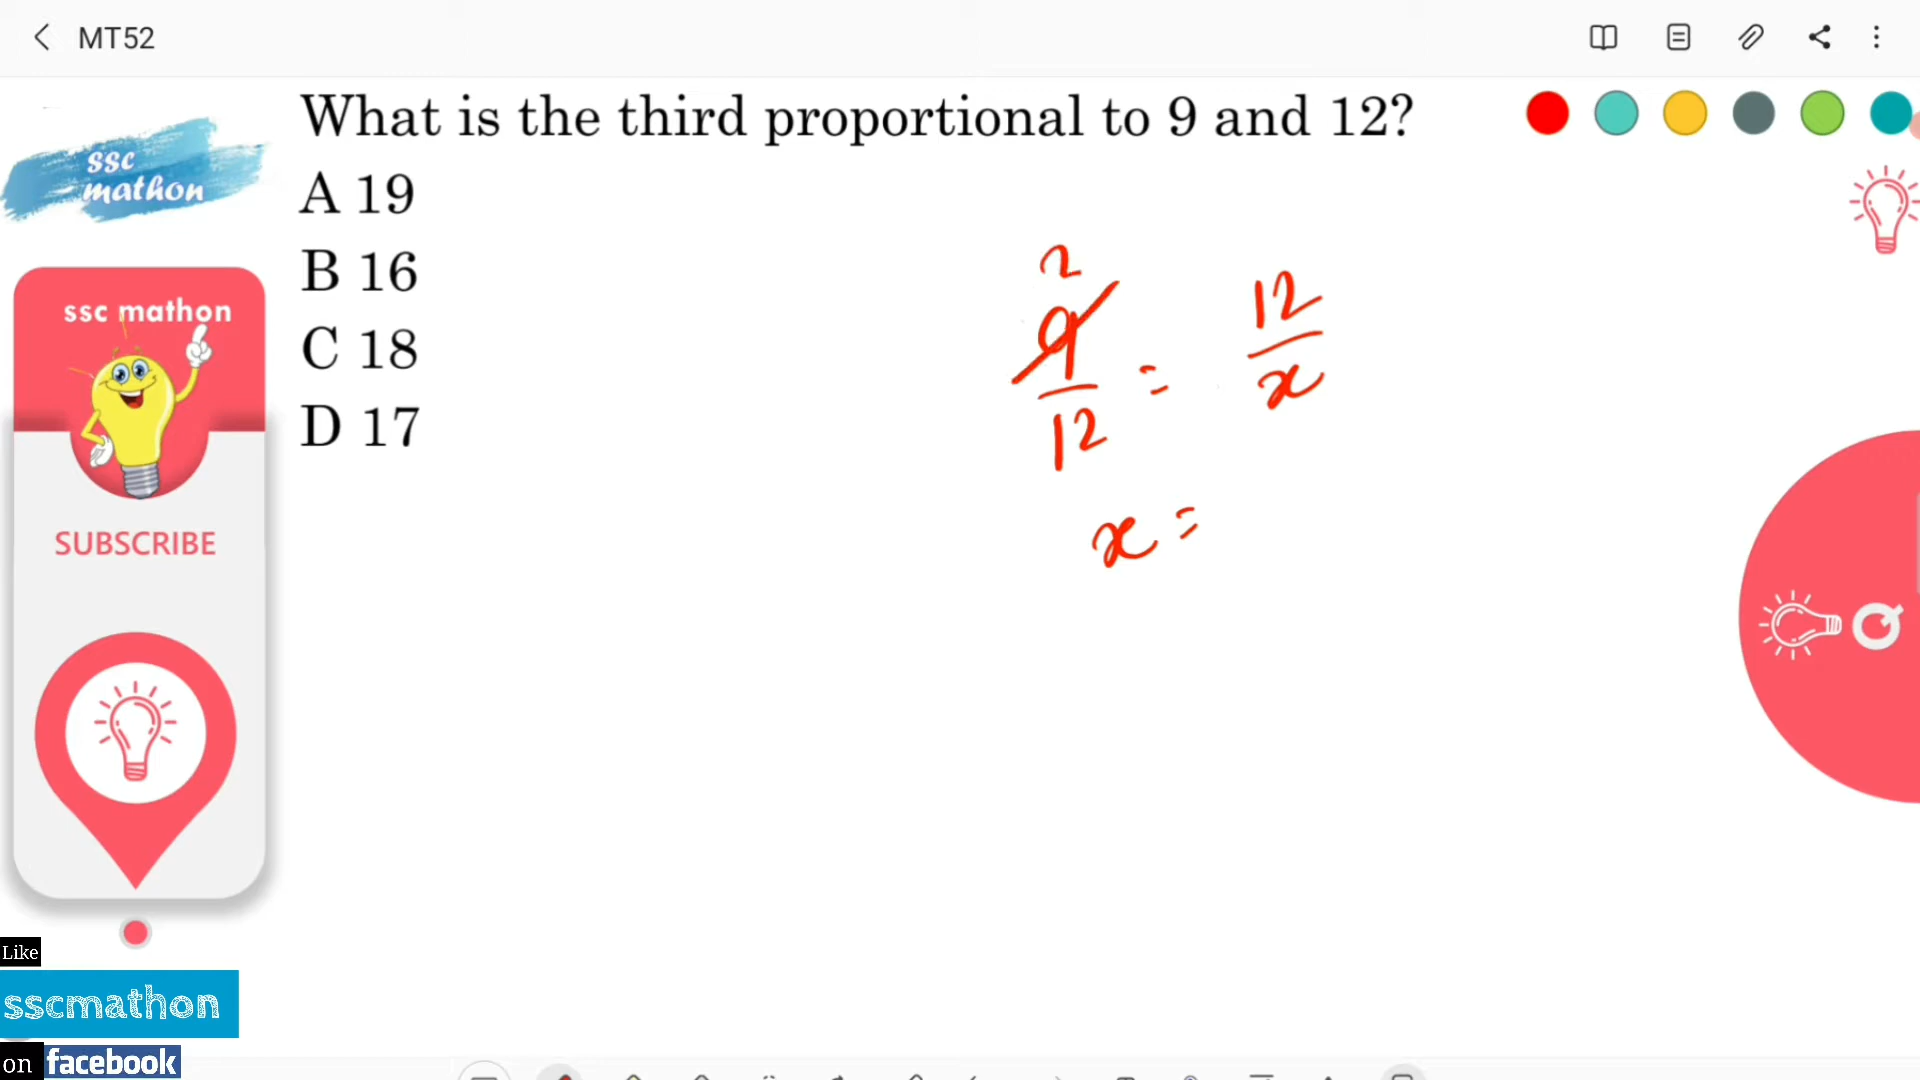 MT52
What is the third proportional to 9 and 12?
ssc
mathon
A 19
B 16
C 18
D 17
ssc mathon
2
9
12
=
12
x
x =
SUBSCRIBE
Q
Like
sscmathon
on facebook